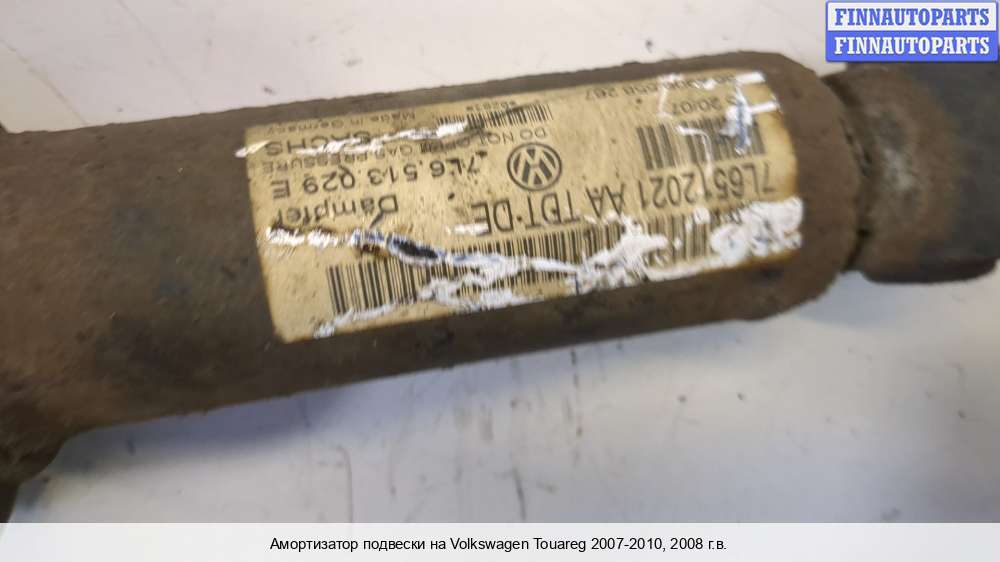 FINNAUTOPARTS
FINNAUTOPARTS
7L6512021 AA TDT DE
Dämpfer
7L6.513.029 E
DO NOT OPEN GAS PRESSURE
SACHS
Made in Germany
Амортизатор подвески на Volkswagen Touareg 2007-2010, 2008 г.в.